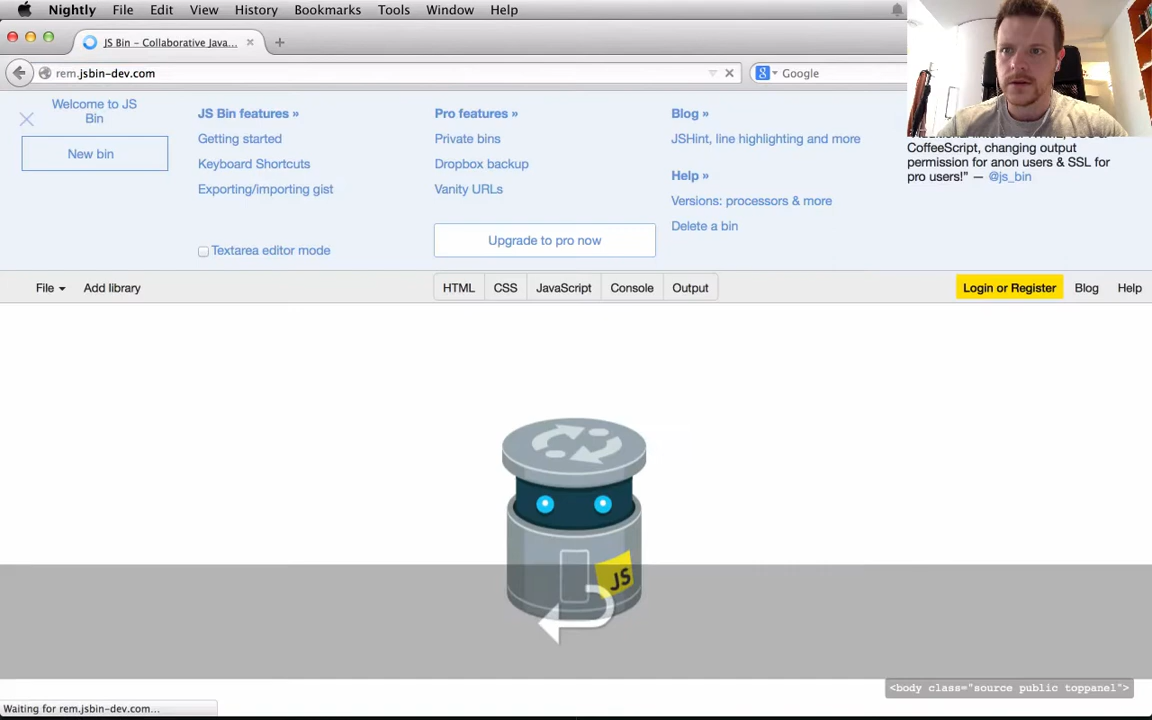 Nightly File Edit View History Bookmarks Tools Window Help
JS Bin – Collaborative Java...
rem.jsbin-dev.com
Google
Welcome to JS
Bin
New bin
JS Bin features »
Getting started
Keyboard Shortcuts
Exporting/importing gist
Textarea editor mode
Pro features »
Private bins
Dropbox backup
Vanity URLs
Upgrade to pro now
Blog »
JSHint, line highlighting and more
Help »
Versions: processors & more
Delete a bin
CoffeeScript, changing output
permission for anon users & SSL for
pro users!" — @js_bin
File Add library HTML CSS JavaScript Console Output Login or Register Blog Help
JS
<body class="source public toppanel">
Waiting for rem.jsbin-dev.com...